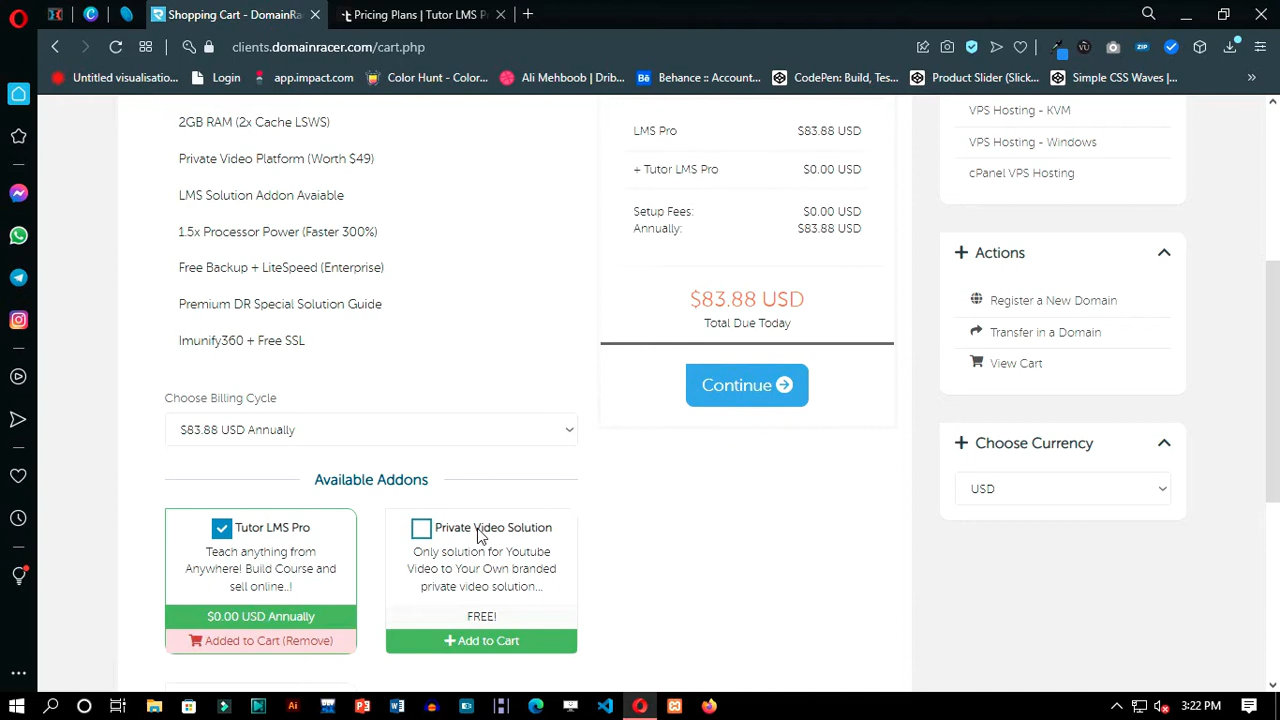 Shopping Cart - DomainRa
Pricing Plans | Tutor LMS P
clients.domainracer.com/cart.php
VU
ZIP
Untitled visualisatio...
Login
app.impact.com
Color Hunt - Color...
Ali Mehboob | Drib...
Bē
Behance :: Account...
CodePen: Build, Tes...
Product Slider (Slick...
Simple CSS Waves |...
»
2GB RAM (2x Cache LSWS)
Private Video Platform (Worth $49)
LMS Solution Addon Avaiable
1.5x Processor Power (Faster 300%)
Free Backup + LiteSpeed (Enterprise)
Premium DR Special Solution Guide
Imunify360 + Free SSL
Choose Billing Cycle
$83.88 USD Annually
Available Addons
Tutor LMS Pro
Teach anything from
Anywhere! Build Course and
sell online..!
$0.00 USD Annually
Added to Cart (Remove)
Private Video Solution
Only solution for Youtube
Video to Your Own branded
private video solution...
FREE!
Add to Cart
LMS Pro $83.88 USD
+ Tutor LMS Pro $0.00 USD
Setup Fees: $0.00 USD
Annually: $83.88 USD
$83.88 USD
Total Due Today
Continue
VPS Hosting - KVM
VPS Hosting - Windows
cPanel VPS Hosting
Actions
Register a New Domain
Transfer in a Domain
View Cart
Choose Currency
USD
Ai
3:22 PM